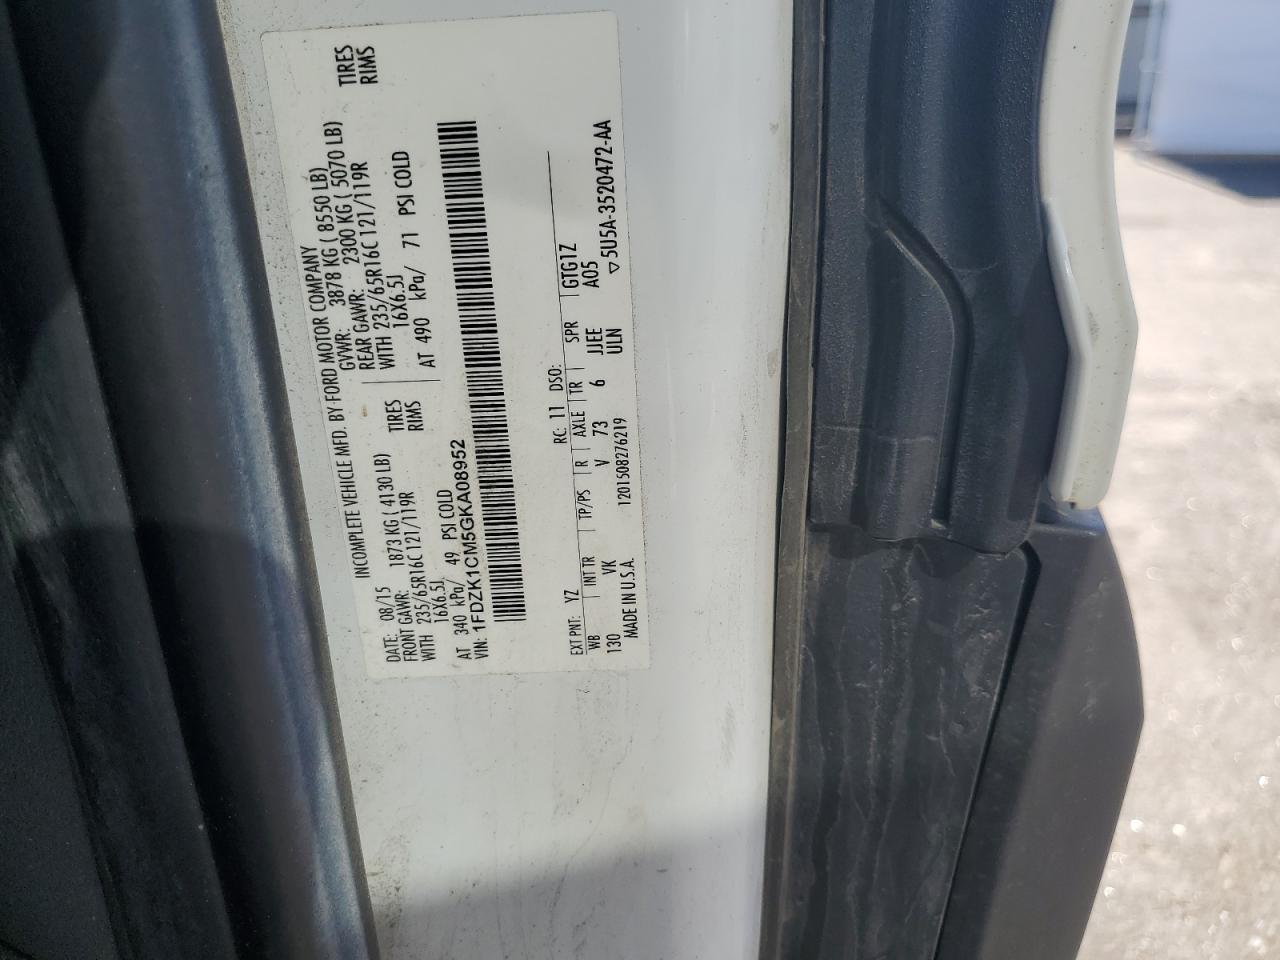 INCOMPLETE VEHICLE MFD. BY FORD MOTOR COMPANY
DATE: 08/15 GVWR: 3878 KG ( 8550 LB)
FRONT GAWR: 1873 KG ( 4130 LB) REAR GAWR: 2300 KG ( 5070 LB)
WITH 235/65R16C 121/119R TIRES WITH 235/65R16C 121/119R TIRES
16X6.5J RIMS 16X6.5J RIMS
AT 340 kPa/ 49 PSI COLD AT 490 kPa/ 71 PSI COLD
VIN: 1FDZK1CM5GKA08952
EXT PNT: YZ RC: 11 DSO:
WB INT TR TP/PS R AXLE TR SPR GTG1Z
130 VK V 73 6 JJEE A05
MADE IN U.S.A. 1201508276219 ULN ▽5U5A-3520472-AA